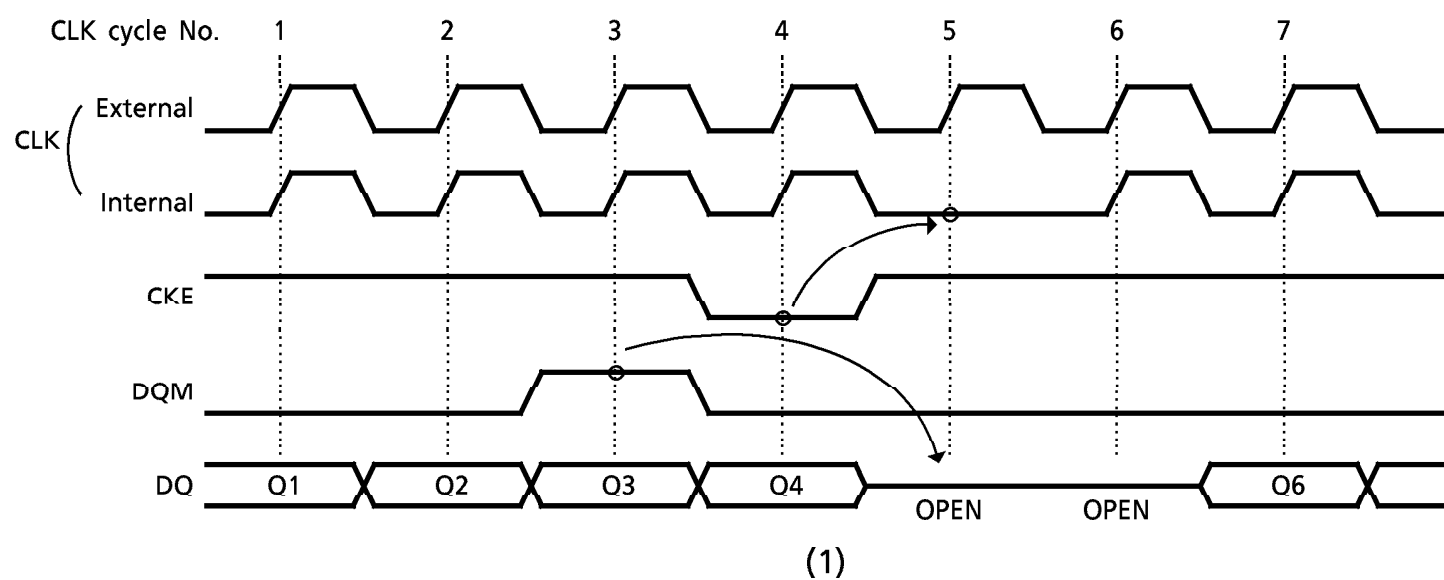 CLK cycle No. 1 2 3 4 5 6 7
External
CLK
Internal
CKE
DQM
DQ Q1 Q2 Q3 Q4 Q6
OPEN OPEN
(1)